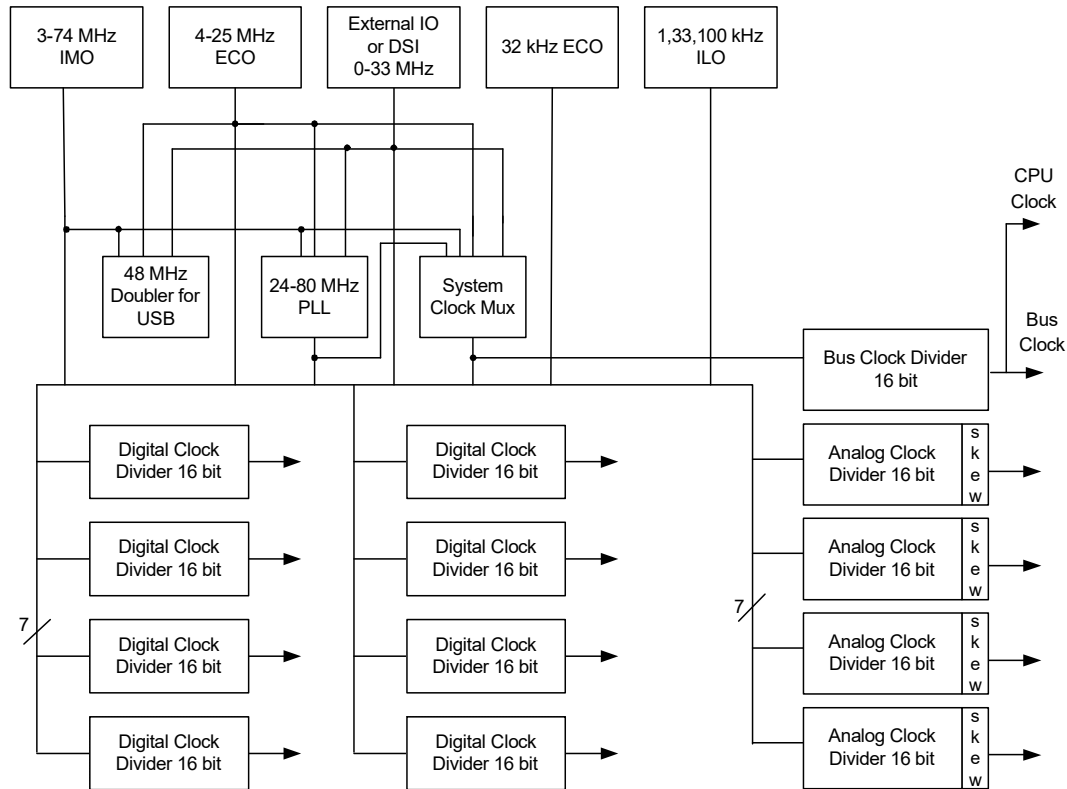 3-74 MHz
IMO
4-25 MHz
ECO
External IO
or DSI
0-33 MHz
32 kHz ECO
1,33,100 kHz
ILO
CPU
Clock
48 MHz
Doubler for
USB
24-80 MHz
PLL
System
Clock Mux
Bus
Clock
Bus Clock Divider
16 bit
Digital Clock
Divider 16 bit
Digital Clock
Divider 16 bit
Analog Clock
Divider 16 bit
s
k
e
w
Digital Clock
Divider 16 bit
Digital Clock
Divider 16 bit
Analog Clock
Divider 16 bit
s
k
e
w
7
7
Digital Clock
Divider 16 bit
Digital Clock
Divider 16 bit
Analog Clock
Divider 16 bit
s
k
e
w
Digital Clock
Divider 16 bit
Digital Clock
Divider 16 bit
Analog Clock
Divider 16 bit
s
k
e
w